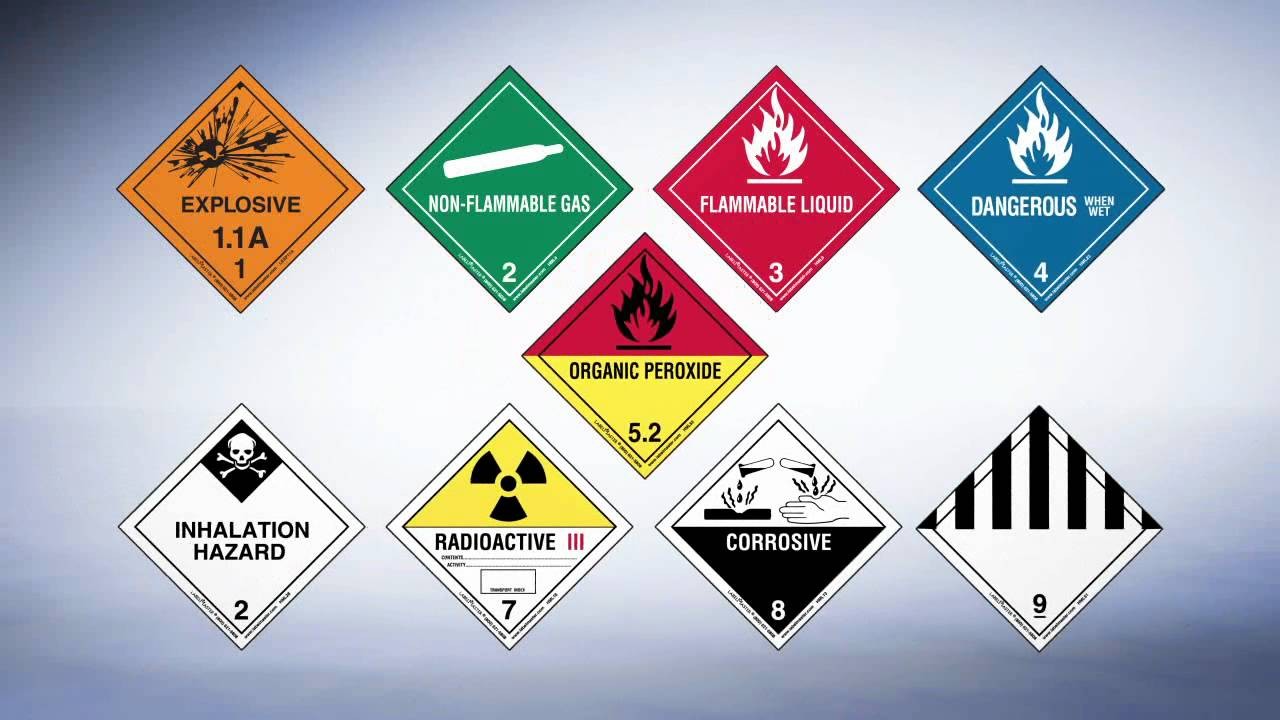 EXPLOSIVE
1.1A
1
NON-FLAMMABLE GAS
2
FLAMMABLE LIQUID
3
DANGEROUS WHEN WET
4
ORGANIC PEROXIDE
5.2
INHALATION
HAZARD
2
RADIOACTIVE III
CONTENTS
ACTIVITY
TRANSPORT INDEX
7
CORROSIVE
8
9